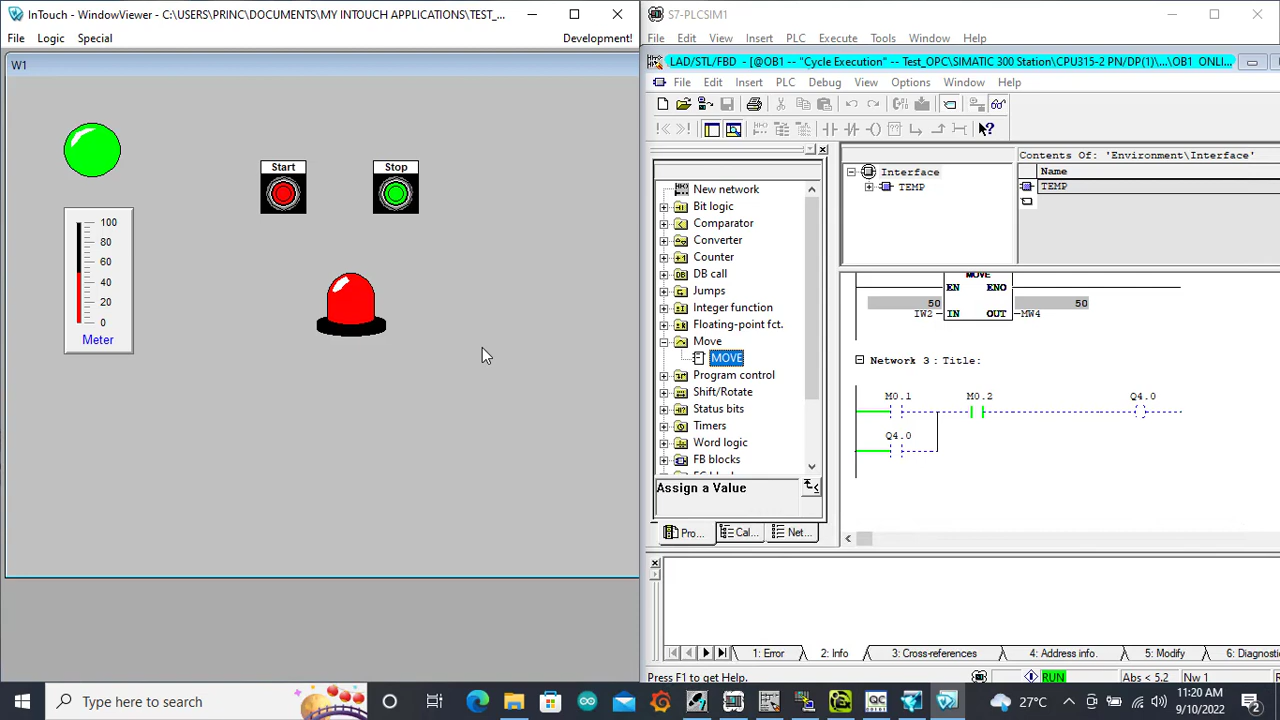 InTouch - WindowViewer - C:\USERS\PRINC\DOCUMENTS\MY INTOUCH APPLICATIONS\TEST_...
File Logic Special Development!
W1
Start Stop
100
80
60
40
20
0
Meter
S7-PLCSIM1
File Edit View Insert PLC Execute Tools Window Help
LAD/STL/FBD - [@OB1 -- "Cycle Execution" -- Test_OPC\SIMATIC 300 Station\CPU315-2 PN/DP(1)\...\OB1 ONLI...
File Edit Insert PLC Debug View Options Window Help
New network
Bit logic
Comparator
Converter
Counter
DB call
Jumps
Integer function
Floating-point fct.
Move
MOVE
Program control
Shift/Rotate
Status bits
Timers
Word logic
FB blocks
Assign a Value
Pro... Cal... Net...
Interface
TEMP
Contents Of: 'Environment\Interface'
Name
TEMP
MOVE
EN ENO
50 50
IW2 IN OUT MW4
Network 3 : Title:
M0.1 M0.2 Q4.0
Q4.0
1: Error 2: Info 3: Cross-references 4: Address info. 5: Modify 6: Diagnosti
Press F1 to get Help. RUN Abs < 5.2 Nw 1
Type here to search
27°C
11:20 AM
9/10/2022
2